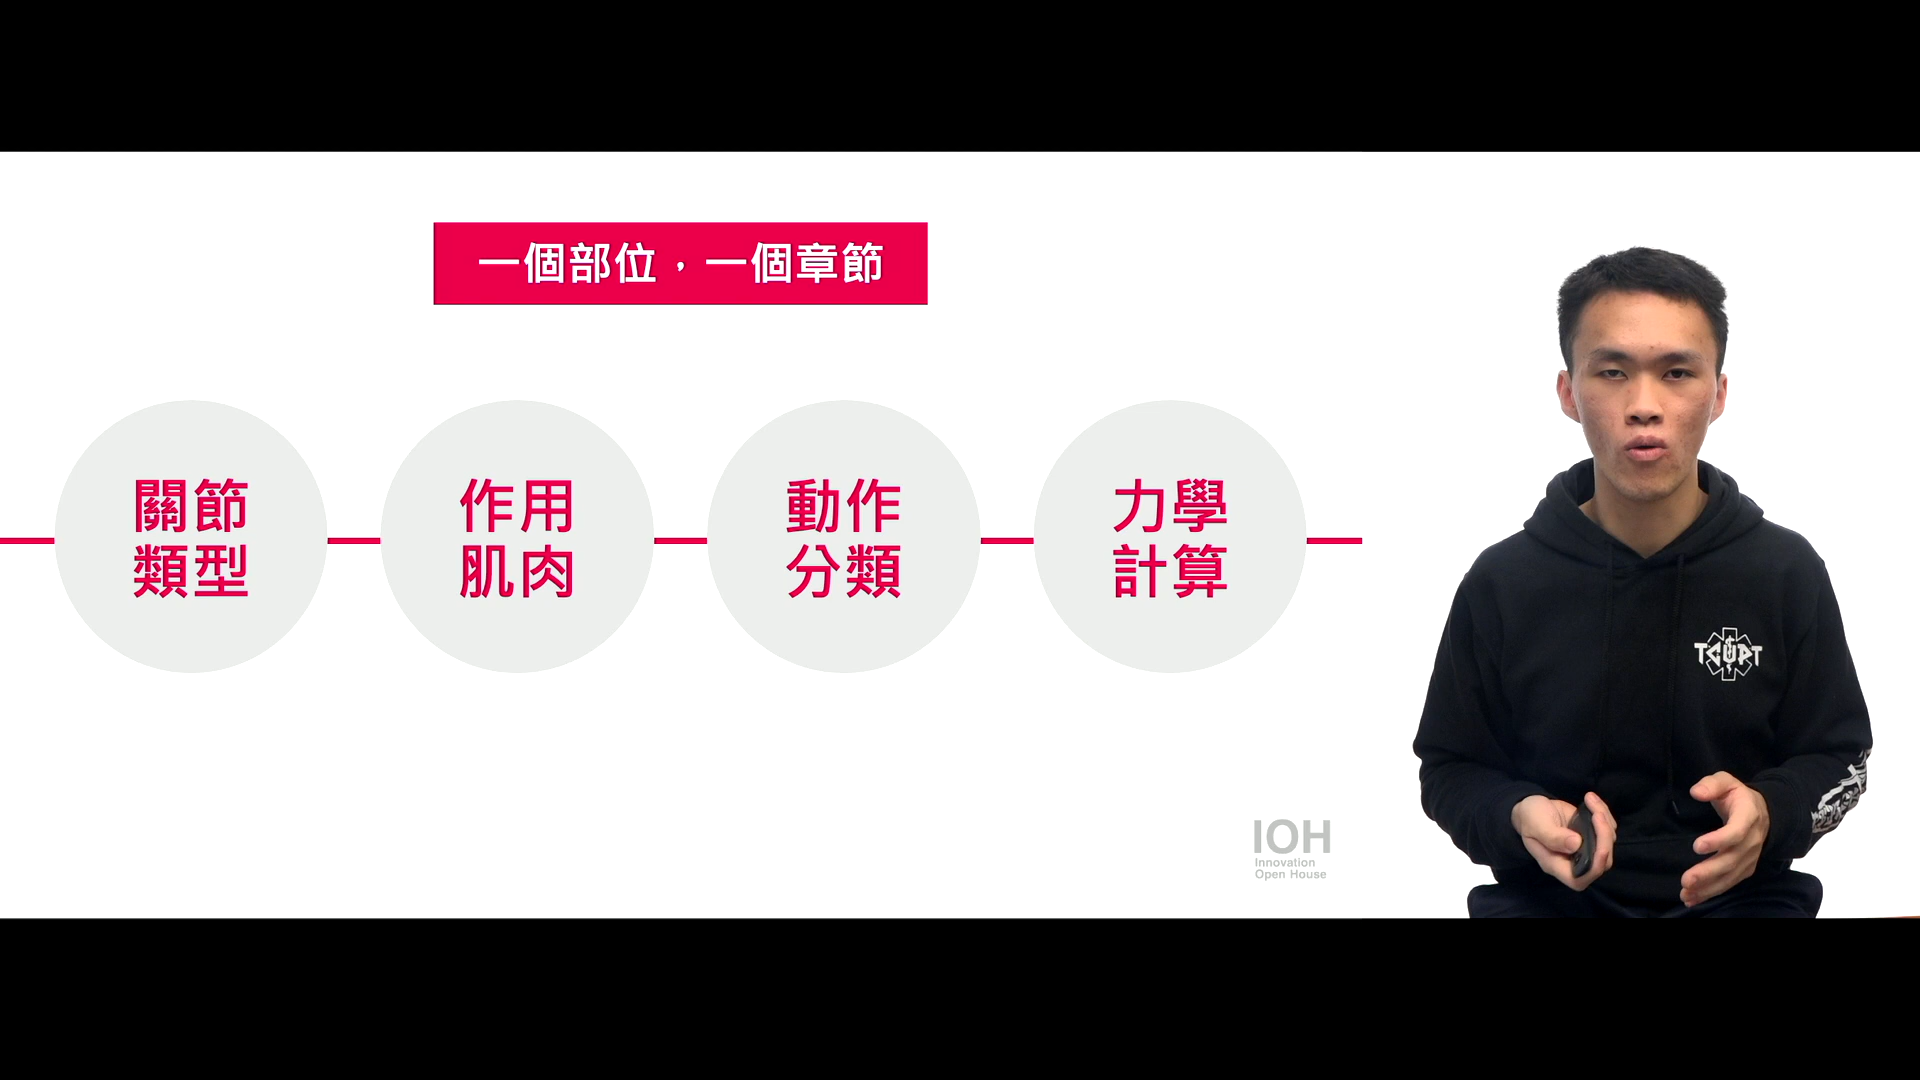 一個部位，一個章節
關節
類型
作用
肌肉
動作
分類
力學
計算
TCUPT
IOH
Innovation
Open House